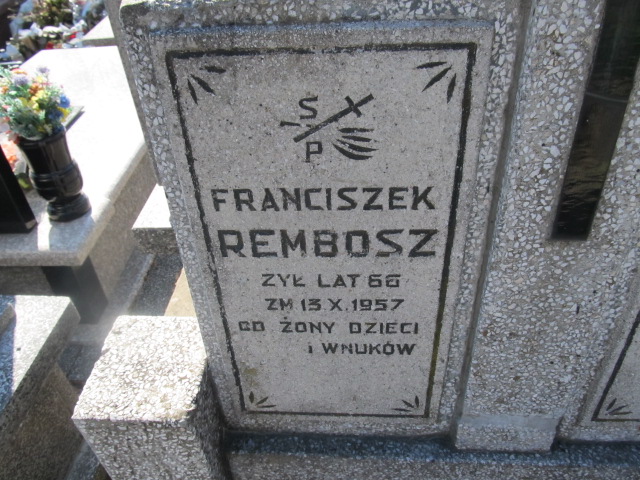 S
P
FRANCISZEK
REMBOSZ
ŻYŁ LAT 66
ZM 13 X. 1957
OD ŻONY DZIECI
i WNUKÓW